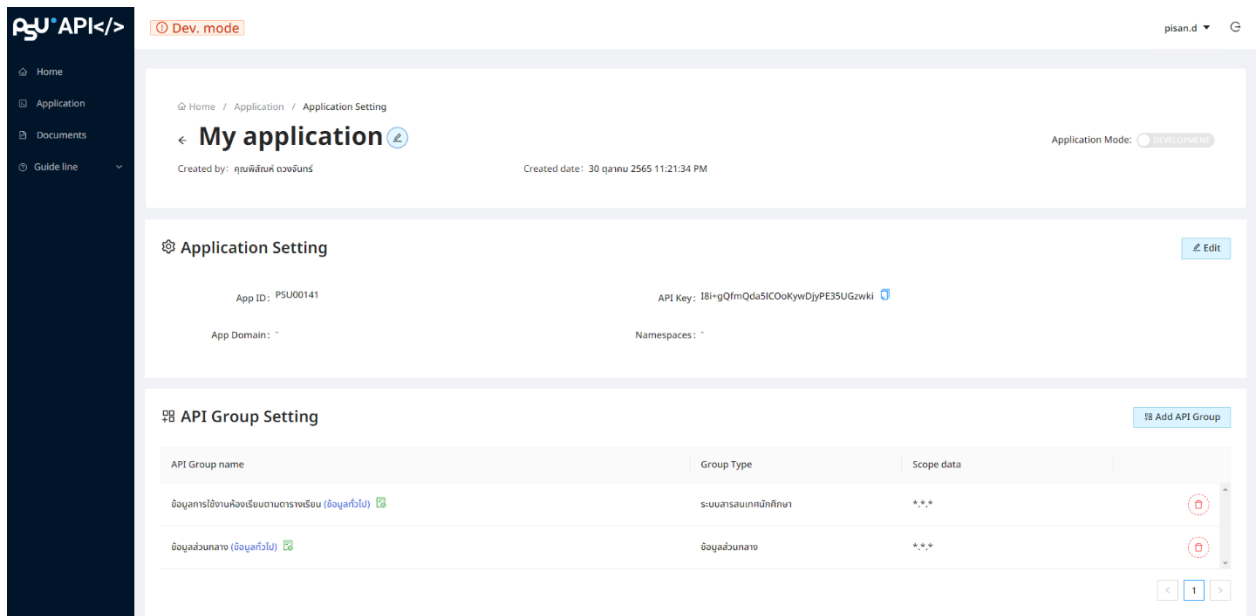 PSU API</>
Dev. mode
pisan.d
Home
Application
Documents
Guide line
Home / Application / Application Setting
My application
Application Mode: DEVELOPMENT
Created by: คุณพิสัณห์ ดวงจันทร์
Created date: 30 ตุลาคม 2565 11:21:34 PM
Application Setting
Edit
App ID: PSU00141
API Key: I8i+gQfmQda5lCOoKywDjyPE35UGzwki
App Domain: -
Namespaces: -
API Group Setting
Add API Group
API Group name Group Type Scope data
ข้อมูลการใช้งานห้องเรียนตามตารางเรียน (ข้อมูลทั่วไป) ระบบสารสนเทศนักศึกษา *.*.*
ข้อมูลส่วนกลาง (ข้อมูลทั่วไป) ข้อมูลส่วนกลาง *.*.*
< 1 >